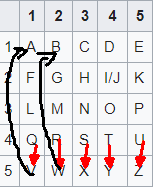 1 2 3 4 5
1 A B C D E
2 F G H I/J K
3 L M N O P
4 Q R S T U
5 V W X Y Z